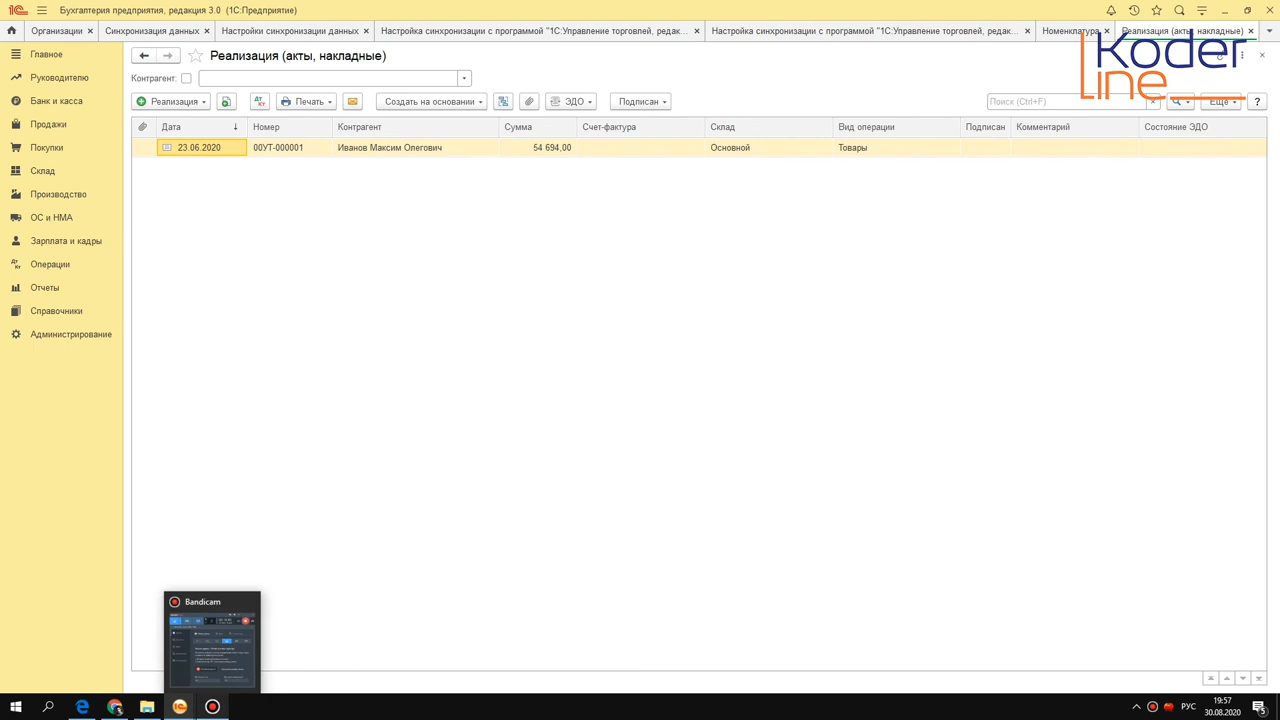 1С Бухгалтерия предприятия, редакция 3.0 (1С:Предприятие)
Организации × Синхронизация данных × Настройки синхронизации данных × Настройка синхронизации с программой "1С:Управление торговлей, редак... × Настройка синхронизации с программой "1С:Управление торговлей, редак... × Номенклатура × Реализация (акты, накладные) ×
Koder
Line
Главное
Руководителю
Банк и касса
Продажи
Покупки
Склад
Производство
ОС и НМА
Зарплата и кадры
Дт Кт Операции
Отчеты
Справочники
Администрирование
Реализация (акты, накладные)
Контрагент:
Реализация Дт Кт Печать Создать на основании ЭДО Подписан Поиск (Ctrl+F) × Еще ?
Дата ↓ Номер Контрагент Сумма Счет-фактура Склад Вид операции Подписан Комментарий Состояние ЭДО
23.06.2020 00УТ-000001 Иванов Максим Олегович 54 694,00 Основной Товары
Bandicam
РУС
19:57
30.08.2020